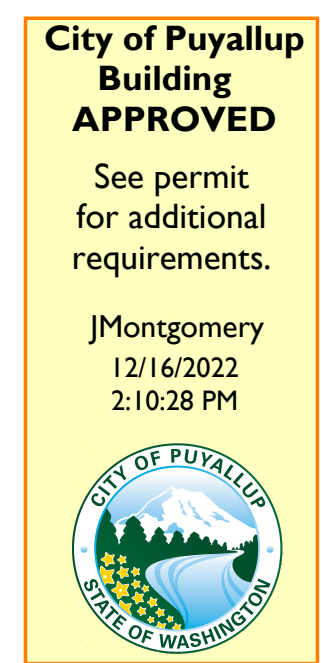 City of Puyallup
Building
APPROVED
See permit
for additional
requirements.
JMontgomery
12/16/2022
2:10:28 PM
CITY OF PUYALLUP
STATE OF WASHINGTON